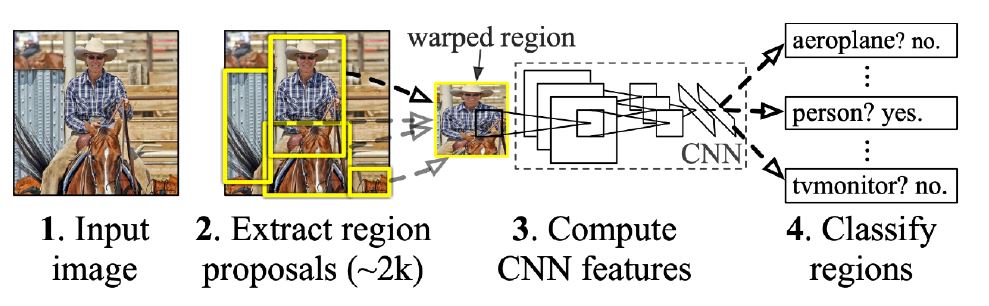 warped region
aeroplane? no.
person? yes.
CNN
tvmonitor? no.
1. Input
image
2. Extract region
proposals (~2k)
3. Compute
CNN features
4. Classify
regions